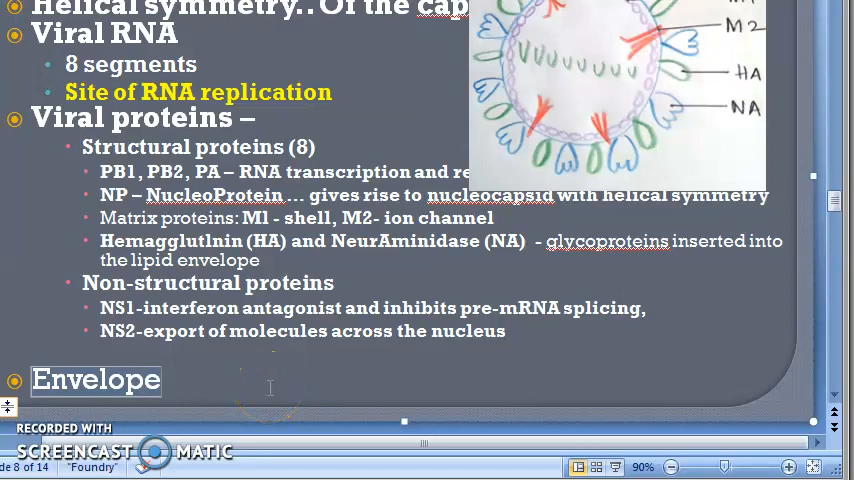 Helical symmetry.. Of the cap
Viral RNA
8 segments
Site of RNA replication
Viral proteins –
Structural proteins (8)
PB1, PB2, PA – RNA transcription and re
NP – NucleoProtein ... gives rise to nucleocapsid with helical symmetry
Matrix proteins: M1 - shell, M2- ion channel
HemagglutInin (HA) and NeurAminidase (NA) - glycoproteins inserted into
the lipid envelope
Non-structural proteins
NS1-interferon antagonist and inhibits pre-mRNA splicing,
NS2-export of molecules across the nucleus
Envelope
M2
HA
NA
RECORDED WITH
SCREENCAST MATIC
de 8 of 14 "Foundry" 90%